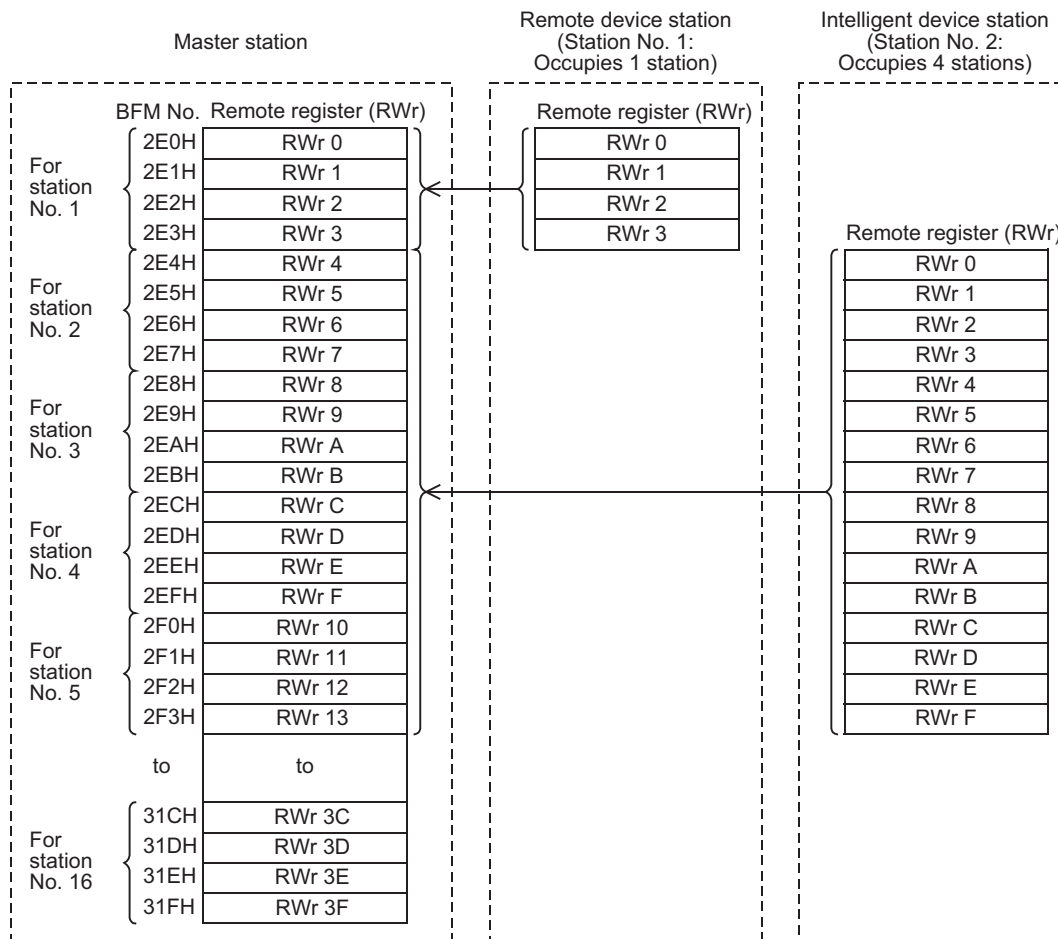 Master station
Remote device station
(Station No. 1:
Occupies 1 station)
Intelligent device station
(Station No. 2:
Occupies 4 stations)
BFM No. Remote register (RWr)
For
station
No. 1
2E0H RWr 0
2E1H RWr 1
2E2H RWr 2
2E3H RWr 3
For
station
No. 2
2E4H RWr 4
2E5H RWr 5
2E6H RWr 6
2E7H RWr 7
For
station
No. 3
2E8H RWr 8
2E9H RWr 9
2EAH RWr A
2EBH RWr B
For
station
No. 4
2ECH RWr C
2EDH RWr D
2EEH RWr E
2EFH RWr F
For
station
No. 5
2F0H RWr 10
2F1H RWr 11
2F2H RWr 12
2F3H RWr 13
to to
For
station
No. 16
31CH RWr 3C
31DH RWr 3D
31EH RWr 3E
31FH RWr 3F
Remote register (RWr)
RWr 0
RWr 1
RWr 2
RWr 3
Remote register (RWr)
RWr 0
RWr 1
RWr 2
RWr 3
RWr 4
RWr 5
RWr 6
RWr 7
RWr 8
RWr 9
RWr A
RWr B
RWr C
RWr D
RWr E
RWr F